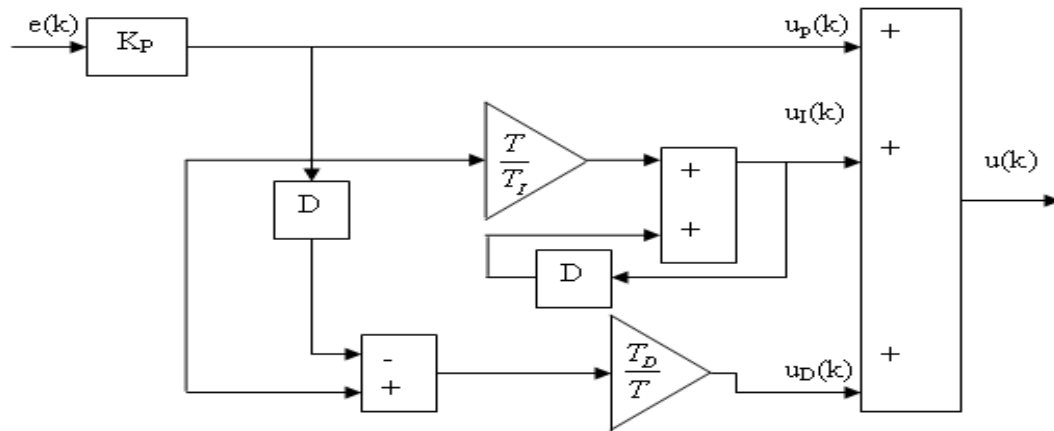 e(k)
K_P
u_p(k)
+
u_I(k)
T/T_I
+
+
u(k)
D
+
D
T_D/T
+
-
+
u_D(k)